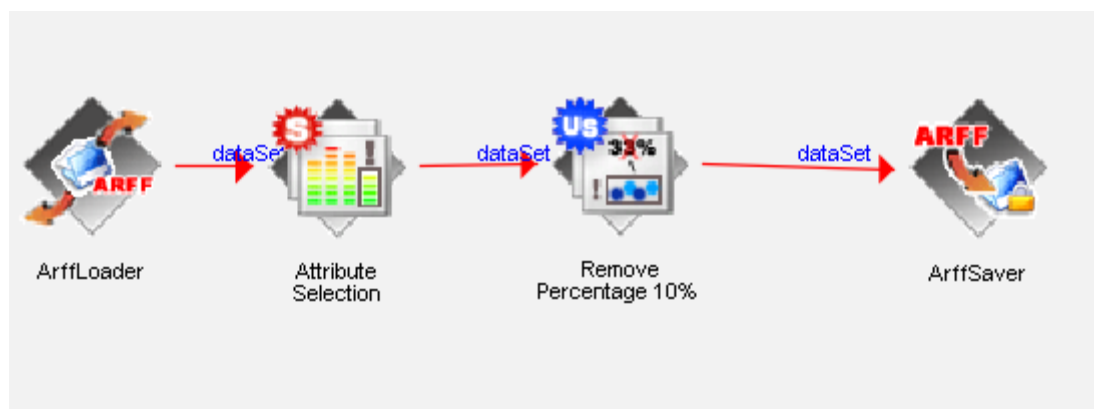 ARFF
dataSet
S
dataSet
Us
33%
dataSet
ARFF
ArffLoader
Attribute
Selection
Remove
Percentage 10%
ArffSaver